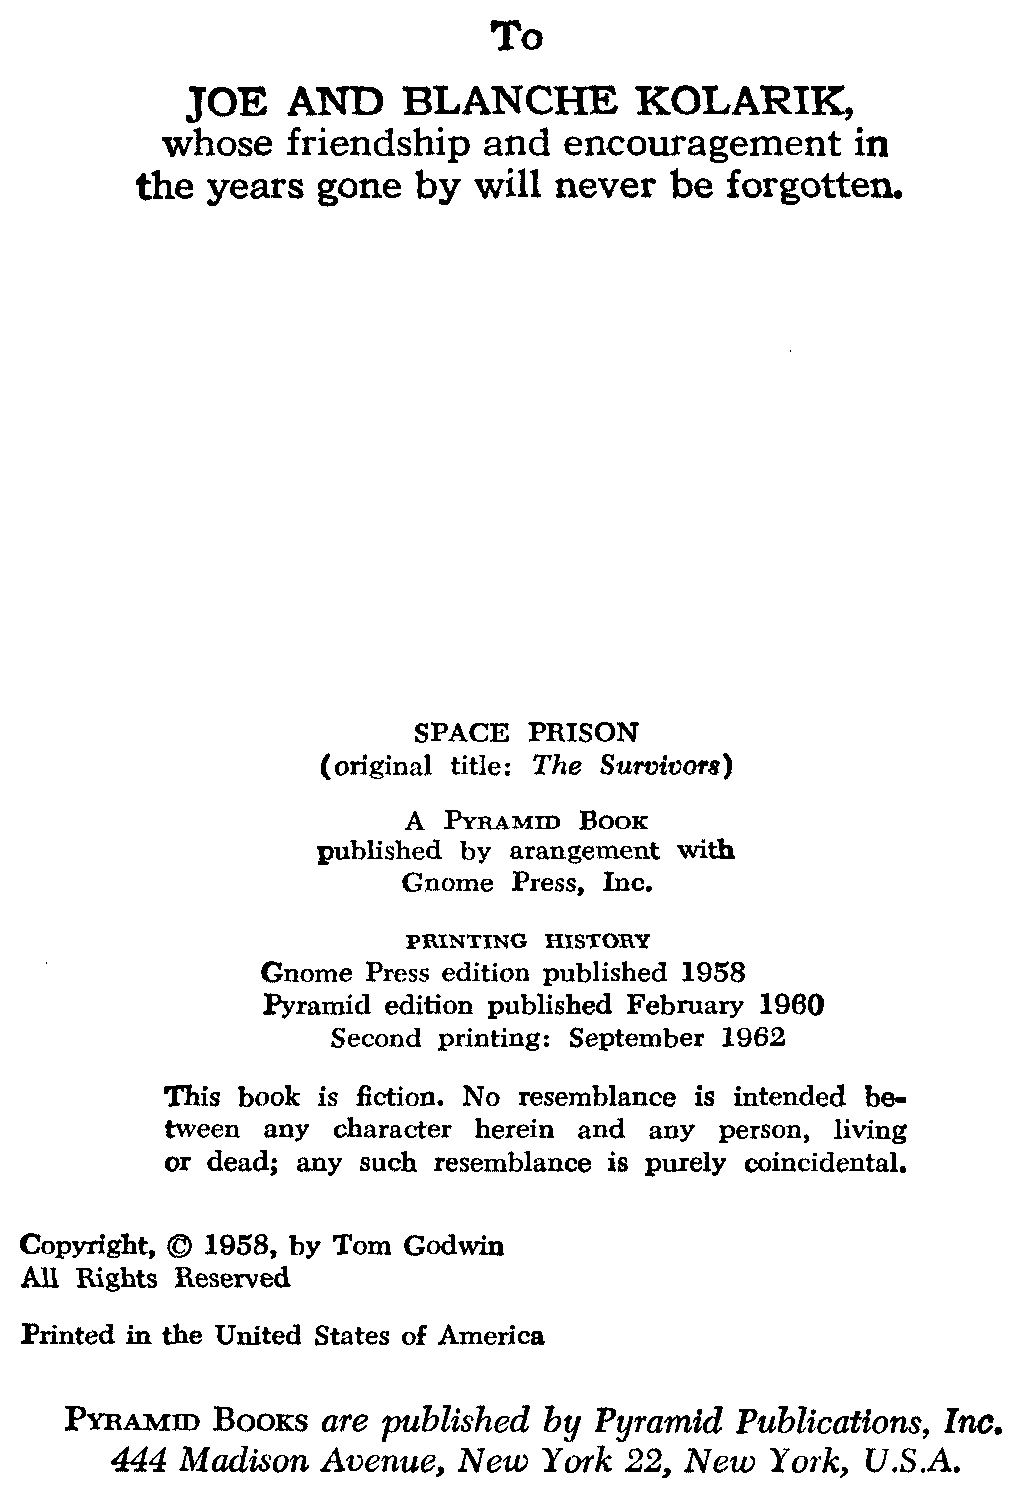 To
JOE AND BLANCHE KOLARIK,
whose friendship and encouragement in
the years gone by will never be forgotten.
SPACE PRISON
(original title: The Survivors)
A PYRAMID BOOK
published by arangement with
Gnome Press, Inc.
PRINTING HISTORY
Gnome Press edition published 1958
Pyramid edition published February 1960
Second printing: September 1962
This book is fiction. No resemblance is intended be-
tween any character herein and any person, living
or dead; any such resemblance is purely coincidental.
Copyright, © 1958, by Tom Godwin
All Rights Reserved
Printed in the United States of America
PYRAMID BOOKS are published by Pyramid Publications, Inc.
444 Madison Avenue, New York 22, New York, U.S.A.